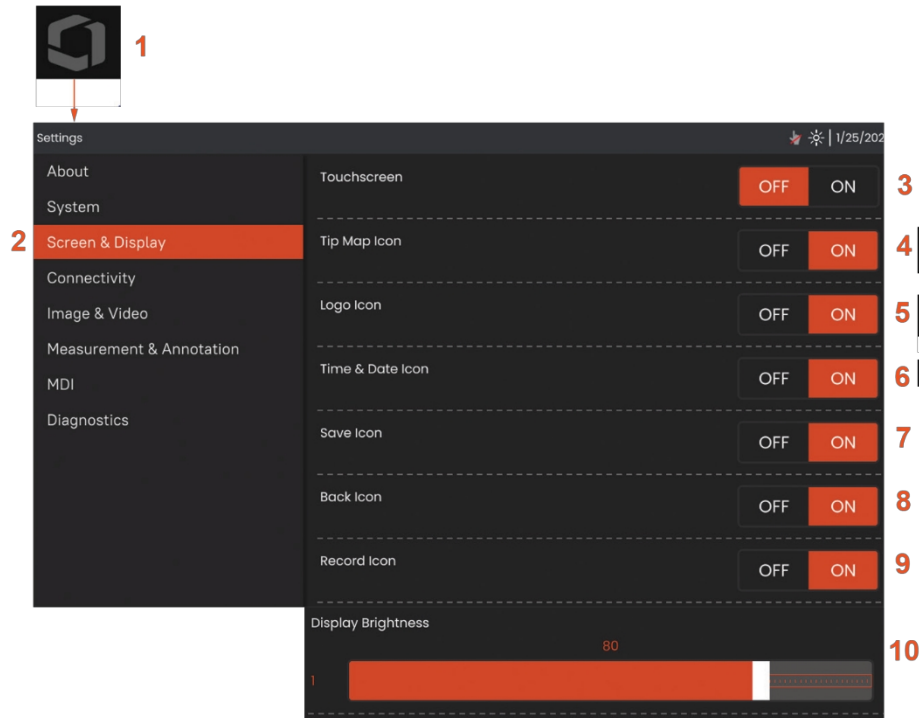 1
Settings
1/25/202
About
System
2 Screen & Display
Connectivity
Image & Video
Measurement & Annotation
MDI
Diagnostics
Touchscreen OFF ON 3
Tip Map Icon OFF ON 4
Logo Icon OFF ON 5
Time & Date Icon OFF ON 6
Save Icon OFF ON 7
Back Icon OFF ON 8
Record Icon OFF ON 9
Display Brightness
80
10
1